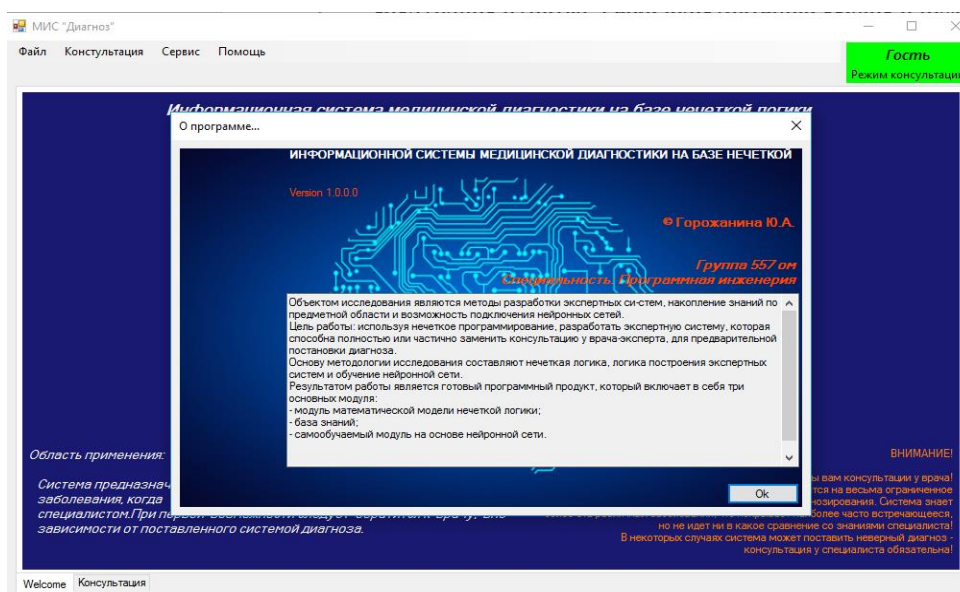 МИС "Диагноз"
Файл Консультация Сервис Помощь
Гость
Режим консультации
Информационная система медицинской диагностики на базе нечеткой логики
О программе...
ИНФОРМАЦИОННОЙ СИСТЕМЫ МЕДИЦИНСКОЙ ДИАГНОСТИКИ НА БАЗЕ НЕЧЕТКОЙ
Version 1.0.0.0
© Горожанина Ю.А.
Группа 557 ом
Специальность: Программная инженерия
Объектом исследования являются методы разработки экспертных си-стем, накопление знаний по
предметной области и возможность подключения нейронных сетей.
Цель работы: используя нечеткое программирование, разработать экспертную систему, которая
способна полностью или частично заменить консультацию у врача-эксперта, для предварительной
постановки диагноза.
Основу методологии исследования составляют нечеткая логика, логика построения экспертных
систем и обучение нейронной сети.
Результатом работы является готовый программный продукт, который включает в себя три
основных модуля:
- модуль математической модели нечеткой логики;
- база знаний;
- самообучаемый модуль на основе нейронной сети.
Ok
Область применения:
Система предназнач
заболевания, когда
специалистом.При
зависимости от поставленного системой диагноза.
ВНИМАНИЕ!
ы вам консультации у врача!
тся на весьма ограниченное
нозирования. Система знает
более часто встречающееся,
но не идет ни в какое сравнение со знаниями специалиста!
В некоторых случаях система может поставить неверный диагноз -
консультация у специалиста обязательна!
Welcome Консультация